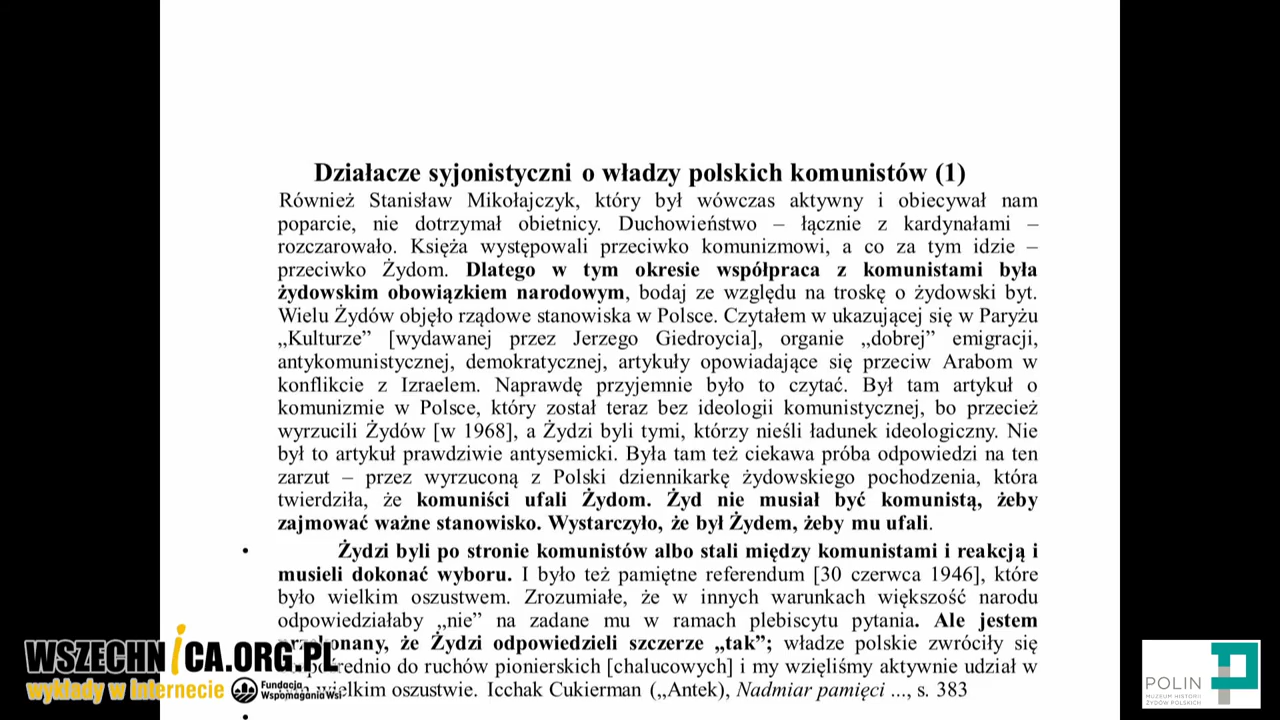 Działacze syjonistyczni o władzy polskich komunistów (1)
Również Stanisław Mikołajczyk, który był wówczas aktywny i obiecywał nam
poparcie, nie dotrzymał obietnicy. Duchowieństwo – łącznie z kardynałami –
rozczarowało. Księża występowali przeciwko komunizmowi, a co za tym idzie –
przeciwko Żydom. Dlatego w tym okresie współpraca z komunistami była
żydowskim obowiązkiem narodowym, bodaj ze względu na troskę o żydowski byt.
Wielu Żydów objęło rządowe stanowiska w Polsce. Czytałem w ukazującej się w Paryżu
„Kulturze” [wydawanej przez Jerzego Giedroycia], organie „dobrej” emigracji,
antykomunistycznej, demokratycznej, artykuły opowiadające się przeciw Arabom w
konflikcie z Izraelem. Naprawdę przyjemnie było to czytać. Był tam artykuł o
komunizmie w Polsce, który został teraz bez ideologii komunistycznej, bo przecież
wyrzucili Żydów [w 1968], a Żydzi byli tymi, którzy nieśli ładunek ideologiczny. Nie
był to artykuł prawdziwie antysemicki. Była tam też ciekawa próba odpowiedzi na ten
zarzut – przez wyrzuconą z Polski dziennikarkę żydowskiego pochodzenia, która
twierdziła, że komuniści ufali Żydom. Żyd nie musiał być komunistą, żeby
zajmować ważne stanowisko. Wystarczyło, że był Żydem, żeby mu ufali.
• Żydzi byli po stronie komunistów albo stali między komunistami i reakcją i
musieli dokonać wyboru. I było też pamiętne referendum [30 czerwca 1946], które
było wielkim oszustwem. Zrozumiałe, że w innych warunkach większość narodu
odpowiedziałaby „nie” na zadane mu w ramach plebiscytu pytania. Ale jestem
że Żydzi odpowiedzieli szczerze „tak”; władze polskie zwróciły się
do ruchów pionierskich [chalucowych] i my wzięliśmy aktywnie udział w
wielkim oszustwie. Icchak Cukierman („Antek), Nadmiar pamięci ..., s. 383
•
WSZECHNICA.ORG.PL
wykłady w Internecie
Fundacja
Wspomagania Wsi
POLIN
MUZEUM HISTORII
ŻYDÓW POLSKICH